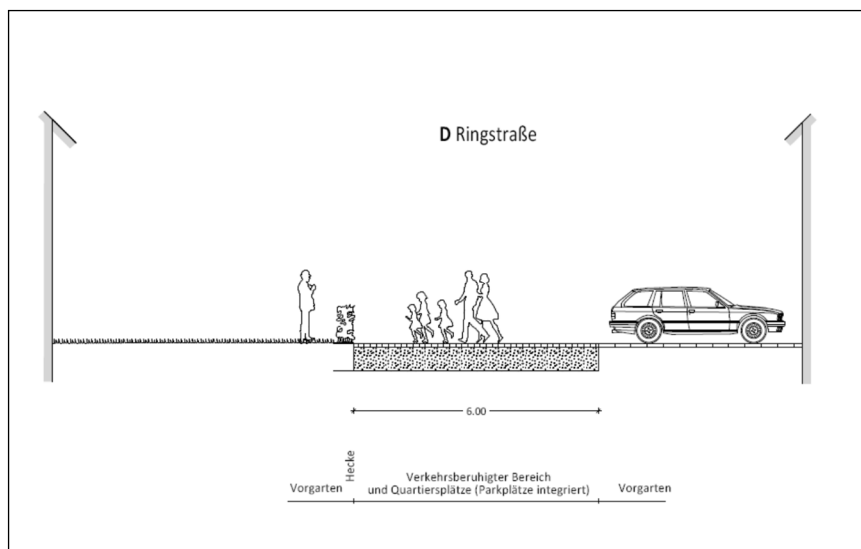 D Ringstraße
6.00
Hecke
Vorgarten
Verkehrsberuhigter Bereich
und Quartiersplätze (Parkplätze integriert)
Vorgarten